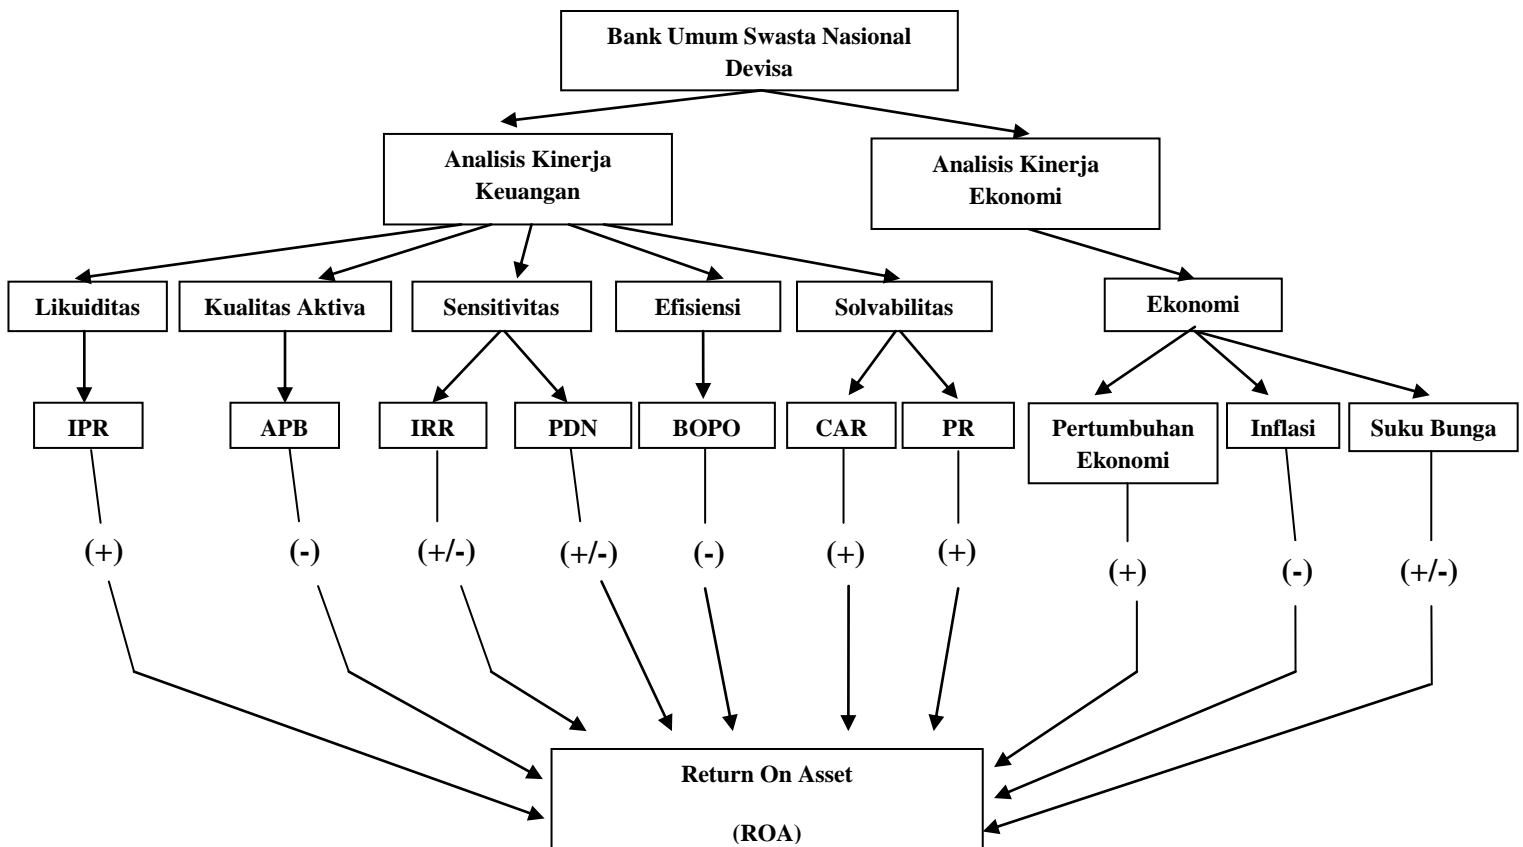 Bank Umum Swasta Nasional
Devisa
Analisis Kinerja
Keuangan
Analisis Kinerja
Ekonomi
Likuiditas
Kualitas Aktiva
Sensitivitas
Efisiensi
Solvabilitas
Ekonomi
IPR
APB
IRR
PDN
BOPO
CAR
PR
Pertumbuhan
Ekonomi
Inflasi
Suku Bunga
(+)
(-)
(+/-)
(+/-)
(-)
(+)
(+)
(+)
(-)
(+/-)
Return On Asset
(ROA)